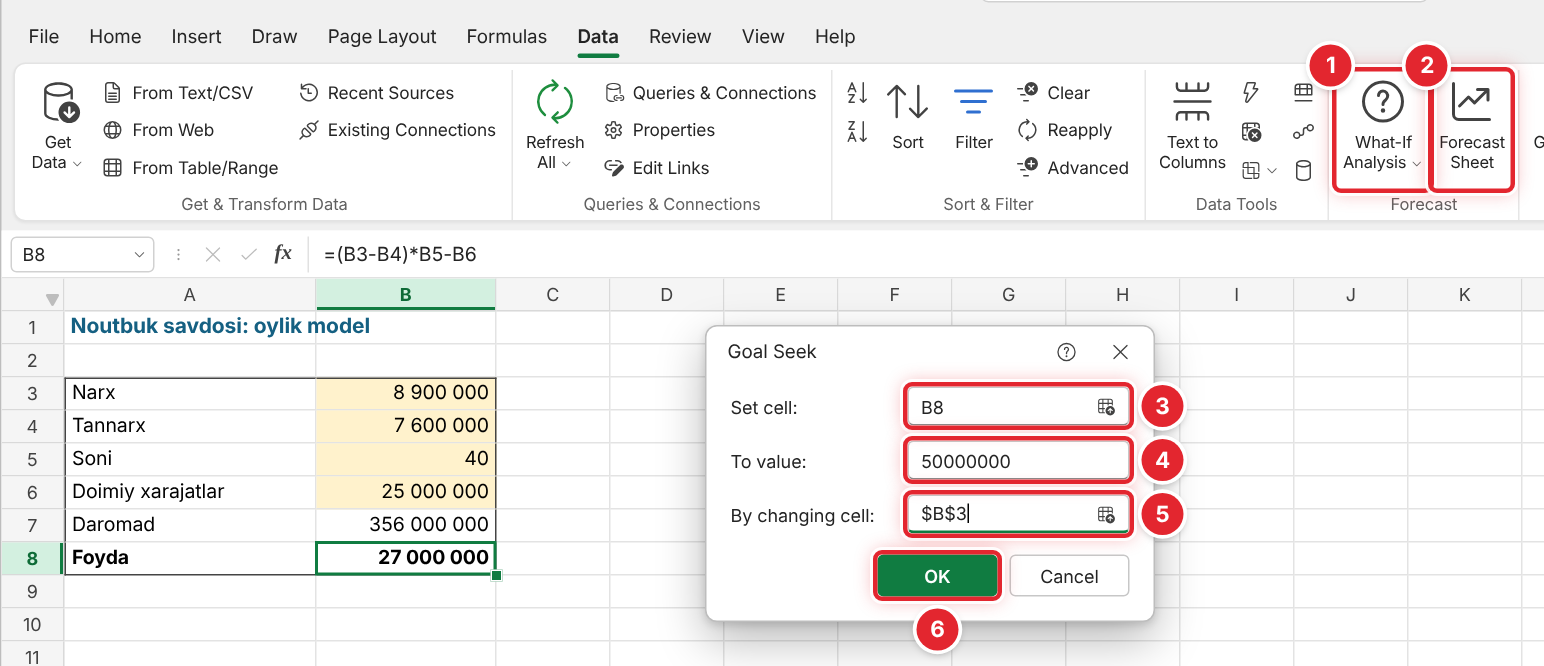 File Home Insert Draw Page Layout Formulas Data Review View Help
1 2
Get Data
From Text/CSV
From Web
From Table/Range
Recent Sources
Existing Connections
Get & Transform Data
Refresh All
Queries & Connections
Properties
Edit Links
Queries & Connections
A Z
Z A
Sort
Filter
Clear
Reapply
Advanced
Sort & Filter
Text to Columns
Data Tools
What-If Analysis
Forecast Sheet
Forecast
G
B8 fx =(B3-B4)*B5-B6
A B C D E F G H I J K
1 Noutbuk savdosi: oylik model
2
3 Narx 8 900 000
4 Tannarx 7 600 000
5 Soni 40
6 Doimiy xarajatlar 25 000 000
7 Daromad 356 000 000
8 Foyda 27 000 000
9
10
11
Goal Seek ?
Set cell: B8 3
To value: 50000000 4
By changing cell: $B$3 5
OK Cancel
6